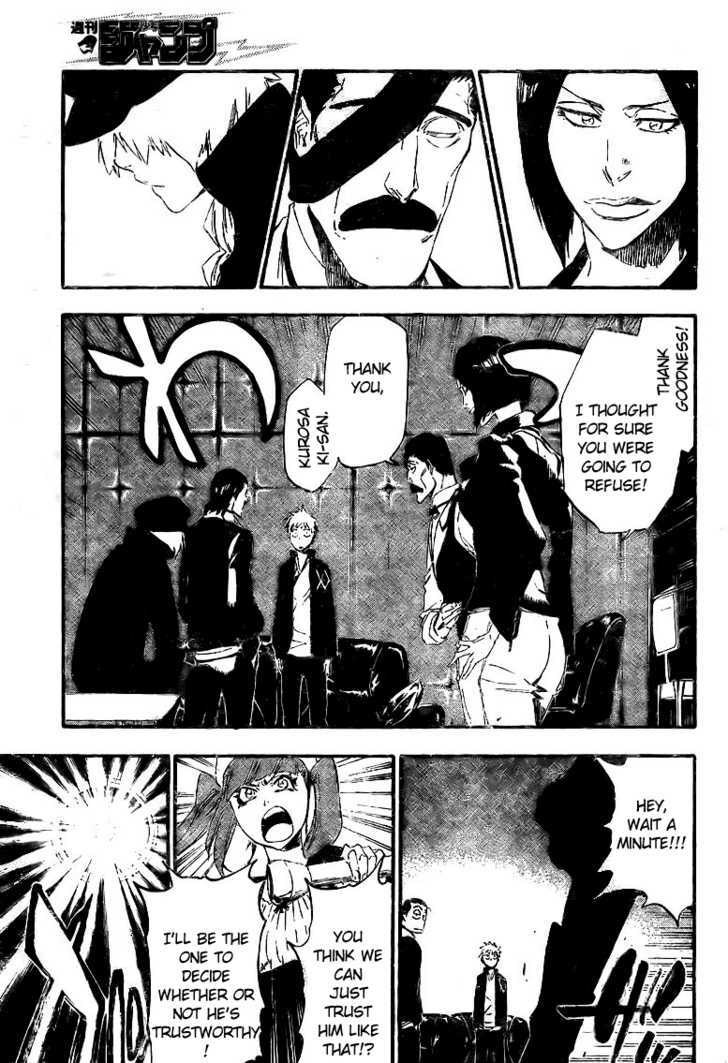 週刊
少年
ジャンプ
THANK
GOODNESS!
I THOUGHT
FOR SURE
YOU WERE
GOING TO
REFUSE!
THANK
YOU,
KUROSA
KI-SAN.
わ
HEY,
WAIT A
MINUTE!!!
YOU
THINK WE
CAN
JUST
TRUST
HIM LIKE
THAT!?
I'LL BE THE
ONE TO
DECIDE
WHETHER OR
NOT HE'S
TRUSTWORTHY
!